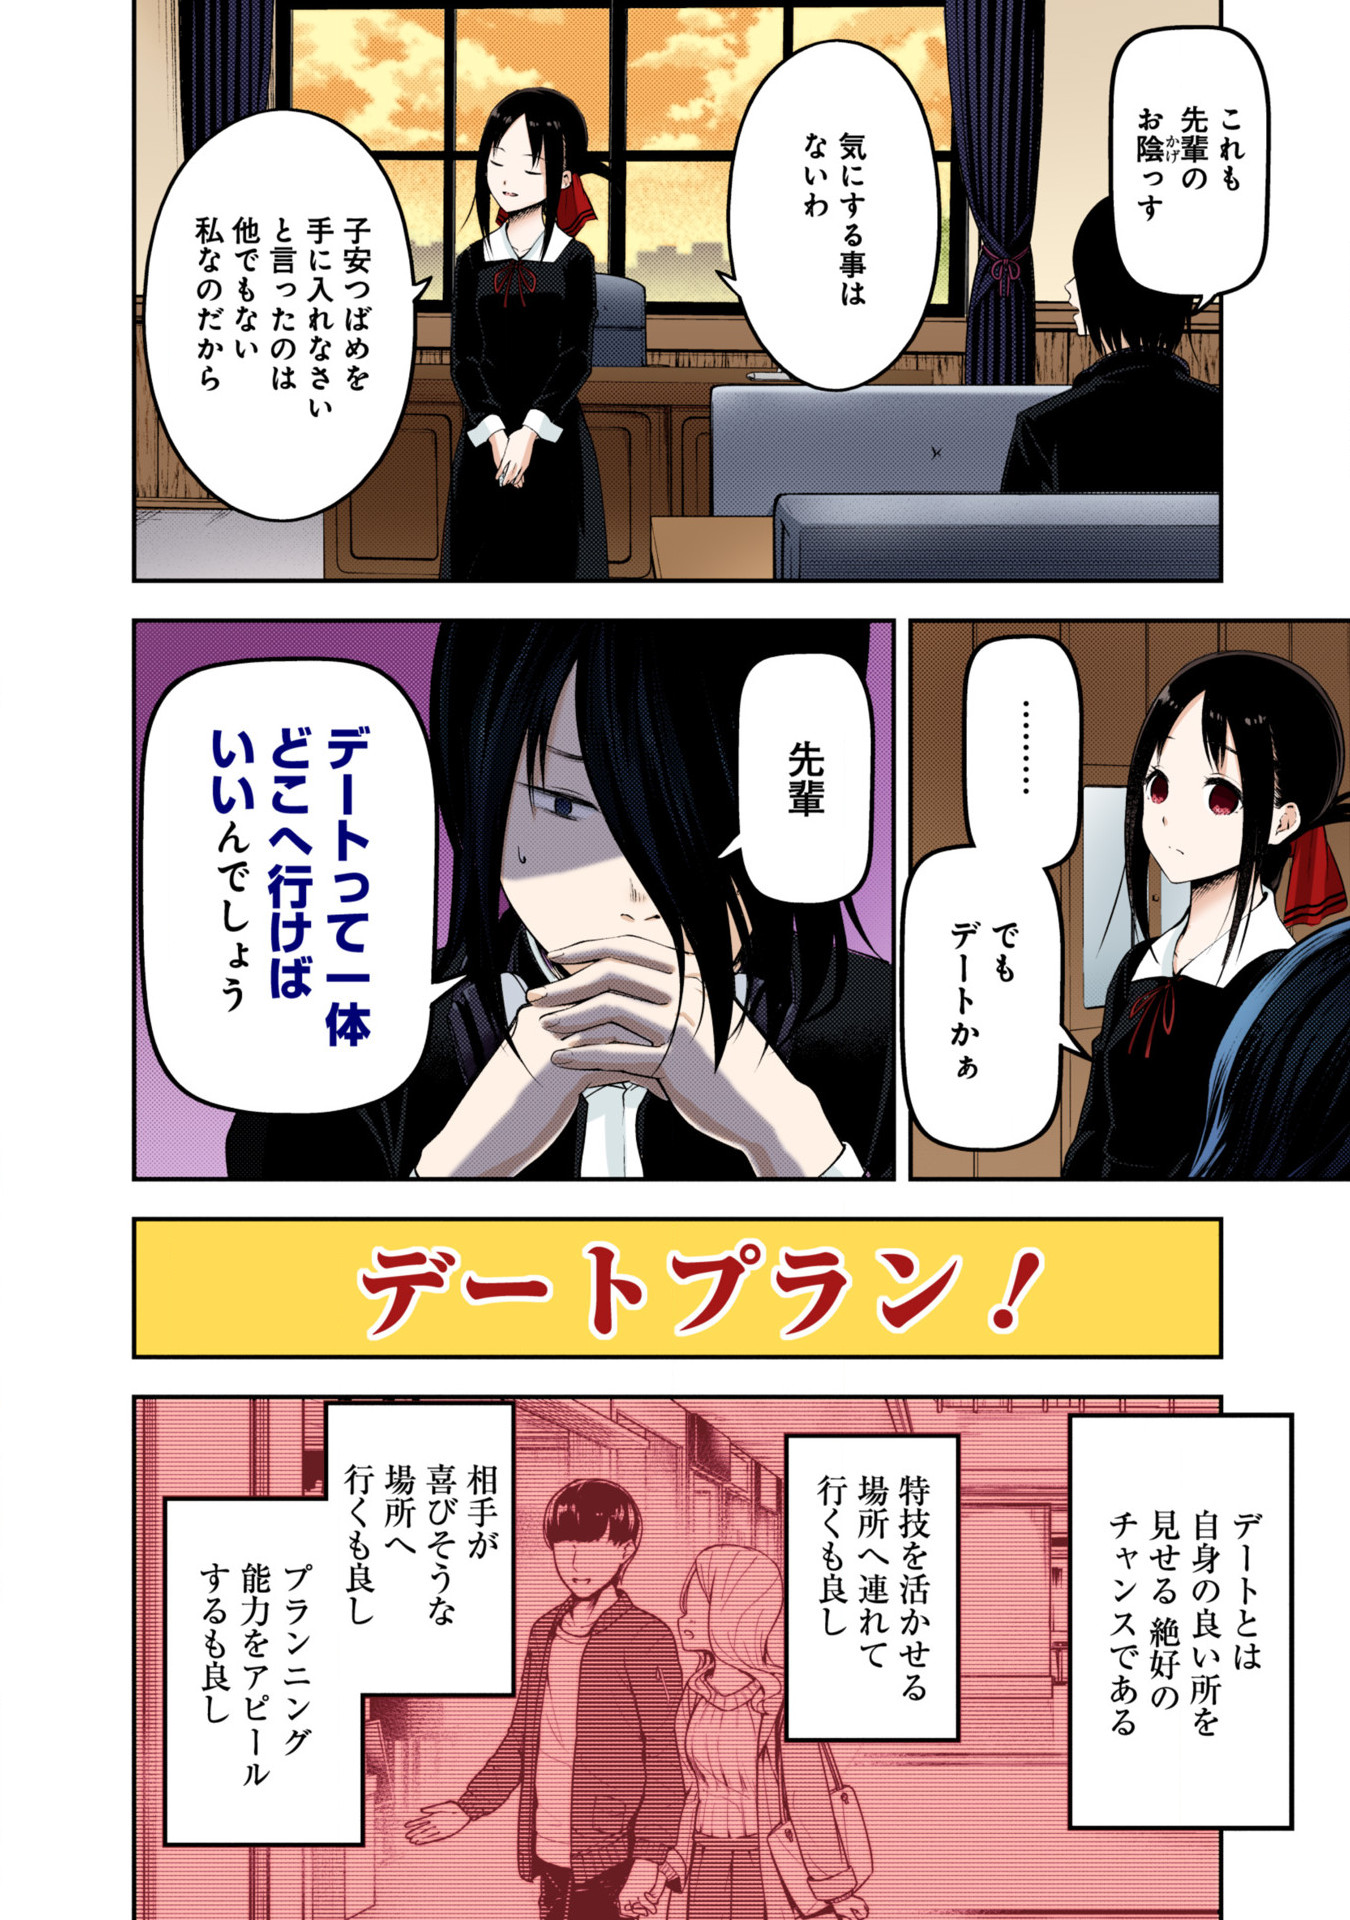 これも
先輩の
お陰っす
かげ
気にする事は
ないわ
子安つばめを
手に入れなさい
と言ったのは
他でもない
私なのだから
………
でも
デートかぁ
先輩
デートって一体
どこへ行けば
いいんでしょう
デートプラン！
デートとは
自身の良い所を
見せる 絶好の
チャンスである
特技を活かせる
場所へ連れて
行くも良し
相手が
喜びそうな
場所へ
行くも良し
プランニング
能力をアピール
するも良し